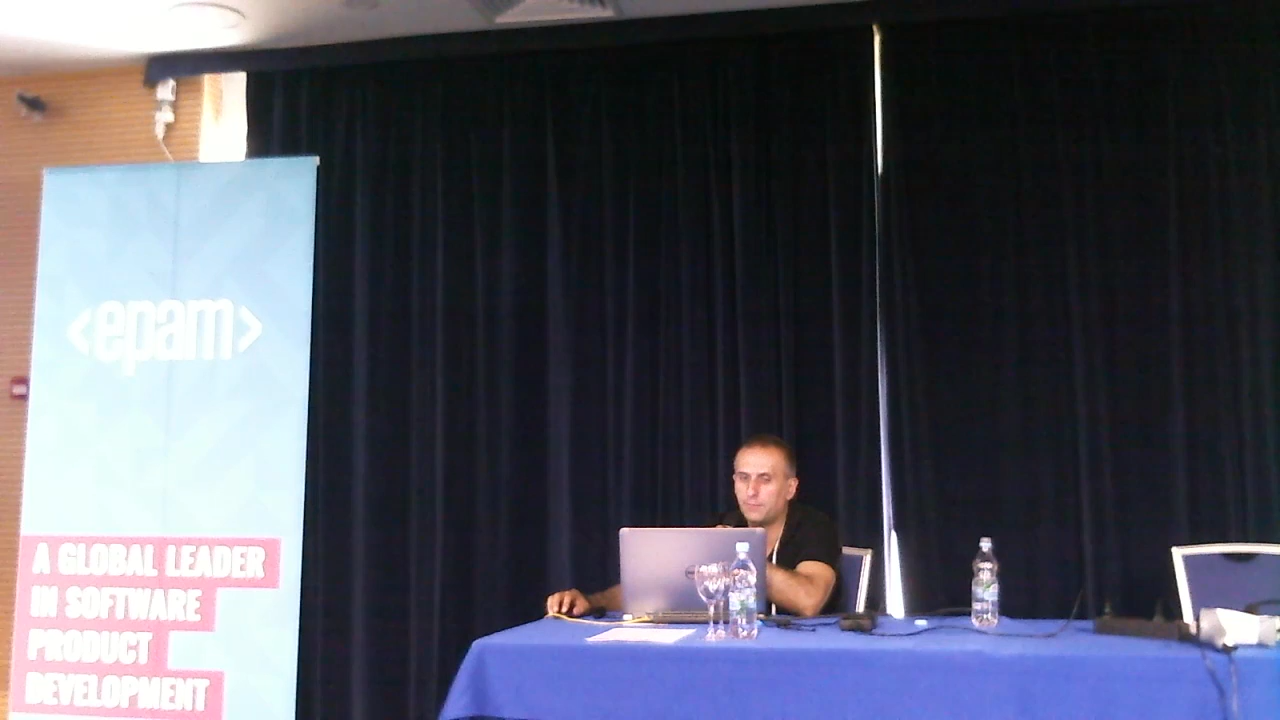 <epam>
A GLOBAL LEADER
IN SOFTWARE
PRODUCT
DEVELOPMENT